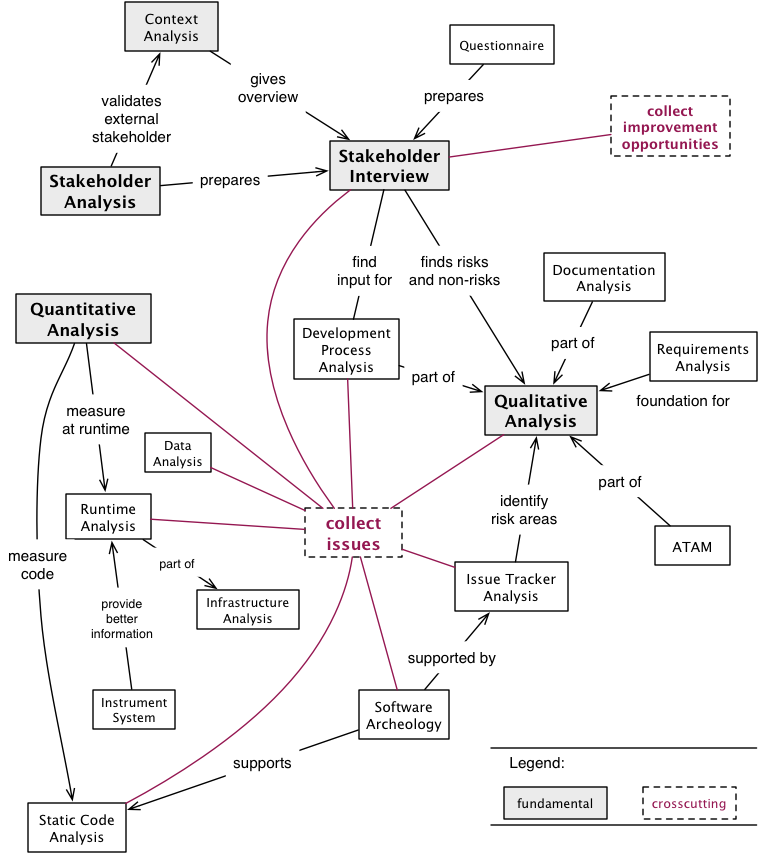 Context
Analysis
Questionnaire
gives
overview
validates
external
stakeholder
prepares
collect
improvement
opportunities
Stakeholder
Interview
Stakeholder
Analysis
prepares
find
input for
finds risks
and non-risks
Documentation
Analysis
Quantitative
Analysis
Development
Process
Analysis
part of
Requirements
Analysis
part of
foundation for
Qualitative
Analysis
measure
at runtime
Data
Analysis
part of
identify
risk areas
Runtime
Analysis
collect
issues
ATAM
measure
code
part of
Issue Tracker
Analysis
provide
better
information
Infrastructure
Analysis
supported by
Instrument
System
Software
Archeology
supports
Legend:
fundamental
crosscutting
Static Code
Analysis